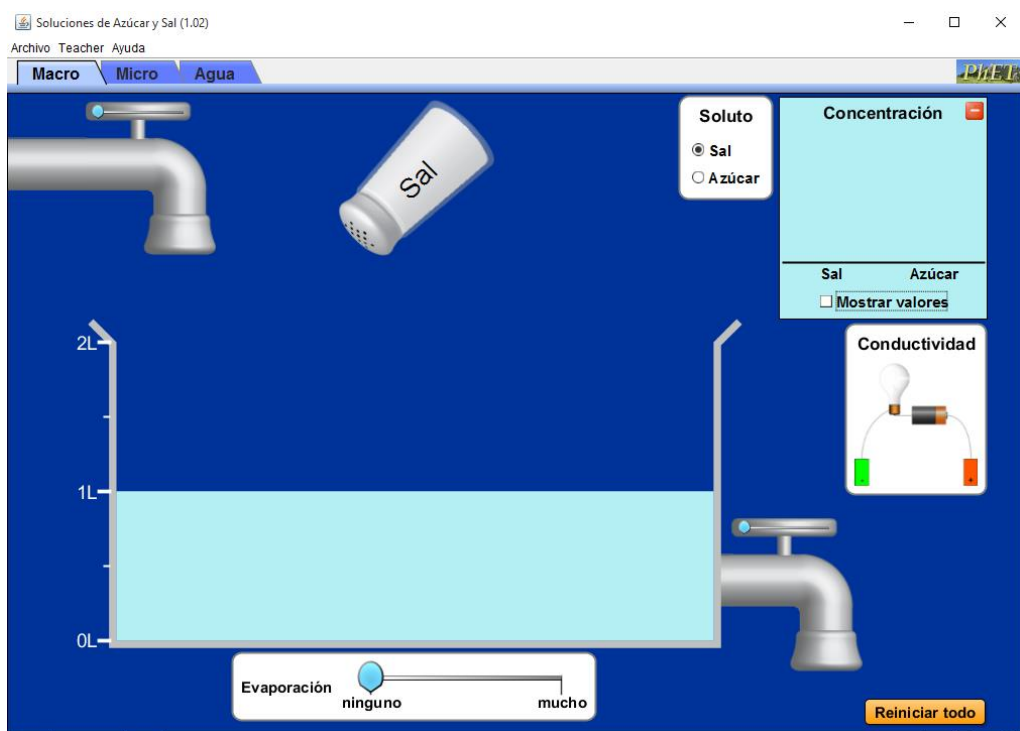 Soluciones de Azúcar y Sal (1.02)
Archivo Teacher Ayuda
Macro Micro Agua
PhET
Sal
Soluto
Sal
Azúcar
Concentración
Sal Azúcar
Mostrar valores
Conductividad
- +
2L
1L
0L
Evaporación
ninguno mucho
Reiniciar todo